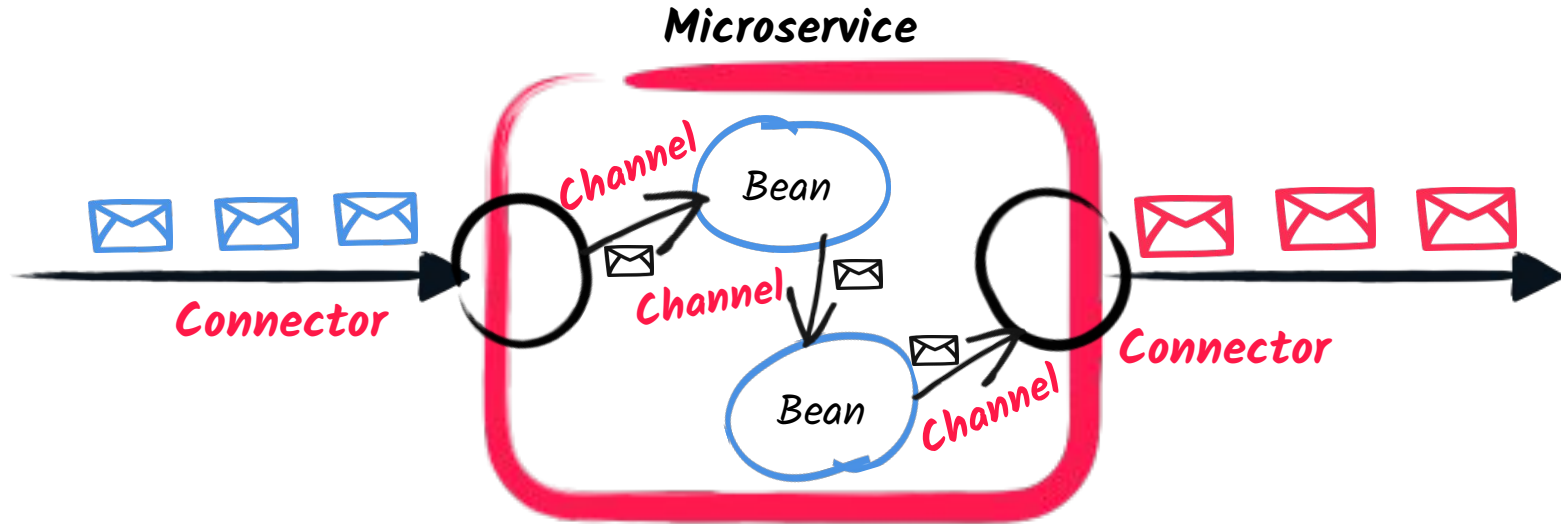 Microservice
Channel
Bean
Connector
Channel
Connector
Bean
Channel